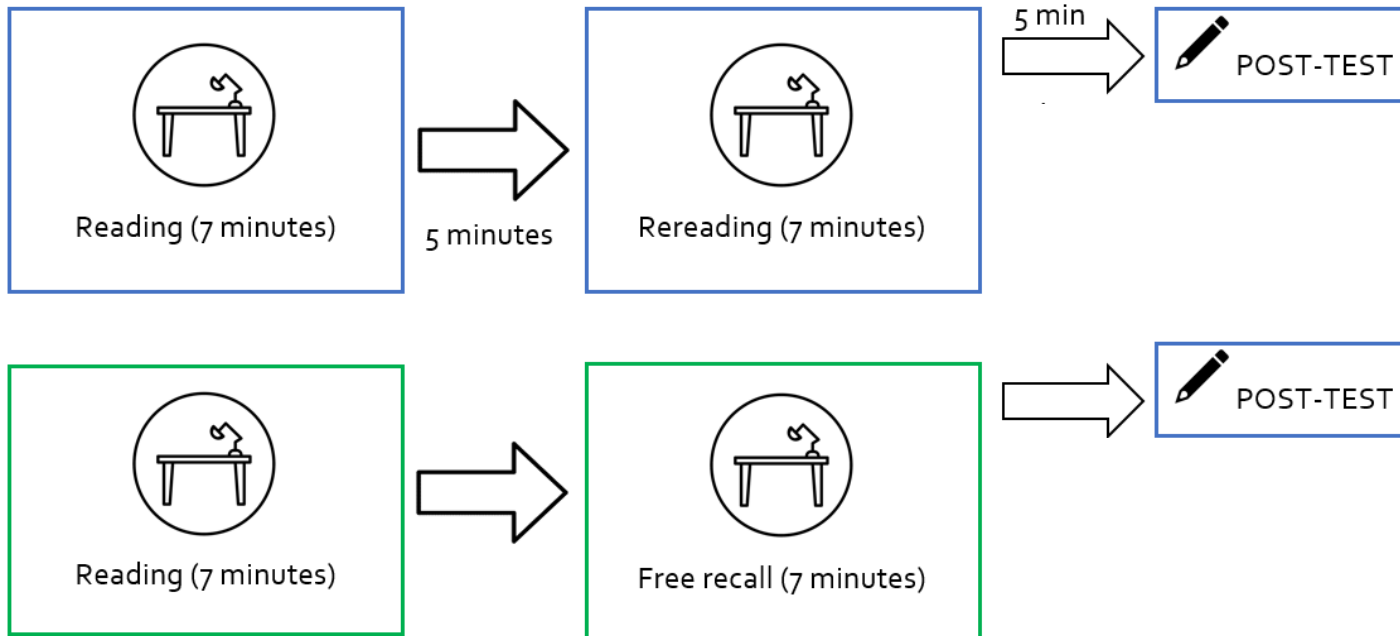 5 min
POST-TEST
Reading (7 minutes)
5 minutes
Rereading (7 minutes)
POST-TEST
Reading (7 minutes)
Free recall (7 minutes)